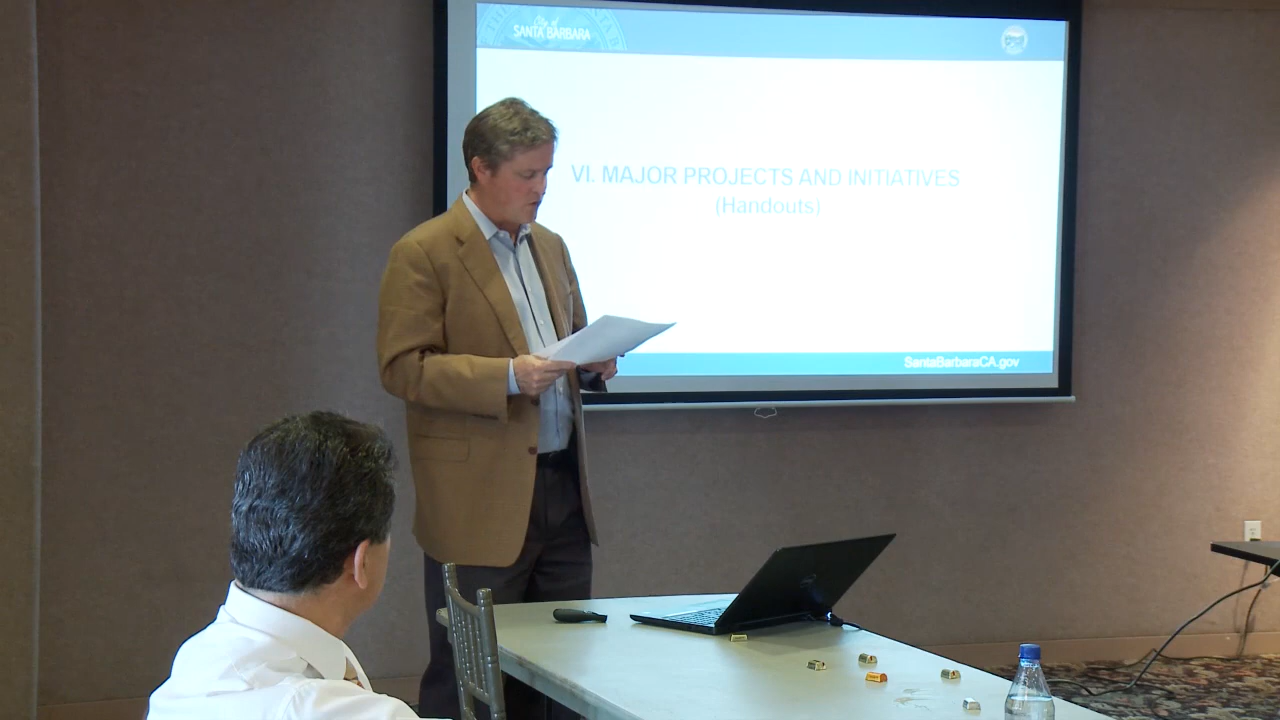 City of
SANTA BARBARA
VI. MAJOR PROJECTS AND INITIATIVES
(Handouts)
SantaBarbaraCA.gov